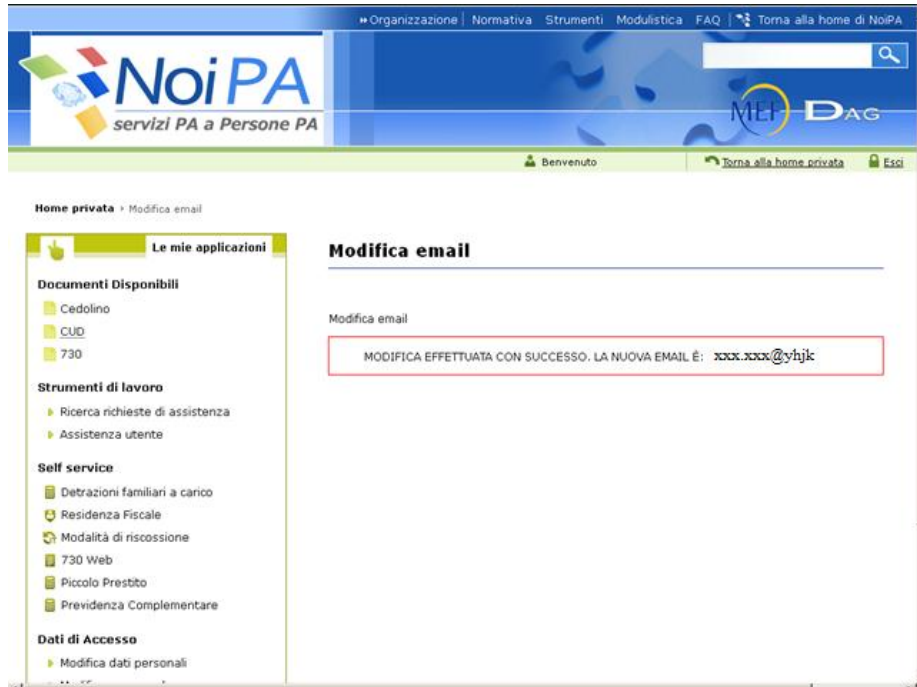 Organizzazione Normativa Strumenti Modulistica FAQ Torna alla home di NoiPA
NoiPA
servizi PA a Persone PA
MEF DAG
Benvenuto Torna alla home privata Esci
Home privata › Modifica email
Le mie applicazioni
Documenti Disponibili
Cedolino
CUD
730
Strumenti di lavoro
Ricerca richieste di assistenza
Assistenza utente
Self service
Detrazioni familiari a carico
Residenza Fiscale
Modalità di riscossione
730 Web
Piccolo Prestito
Previdenza Complementare
Dati di Accesso
Modifica dati personali
Modifica email
Modifica email
MODIFICA EFFETTUATA CON SUCCESSO. LA NUOVA EMAIL É: xxx.xxx@yhjk